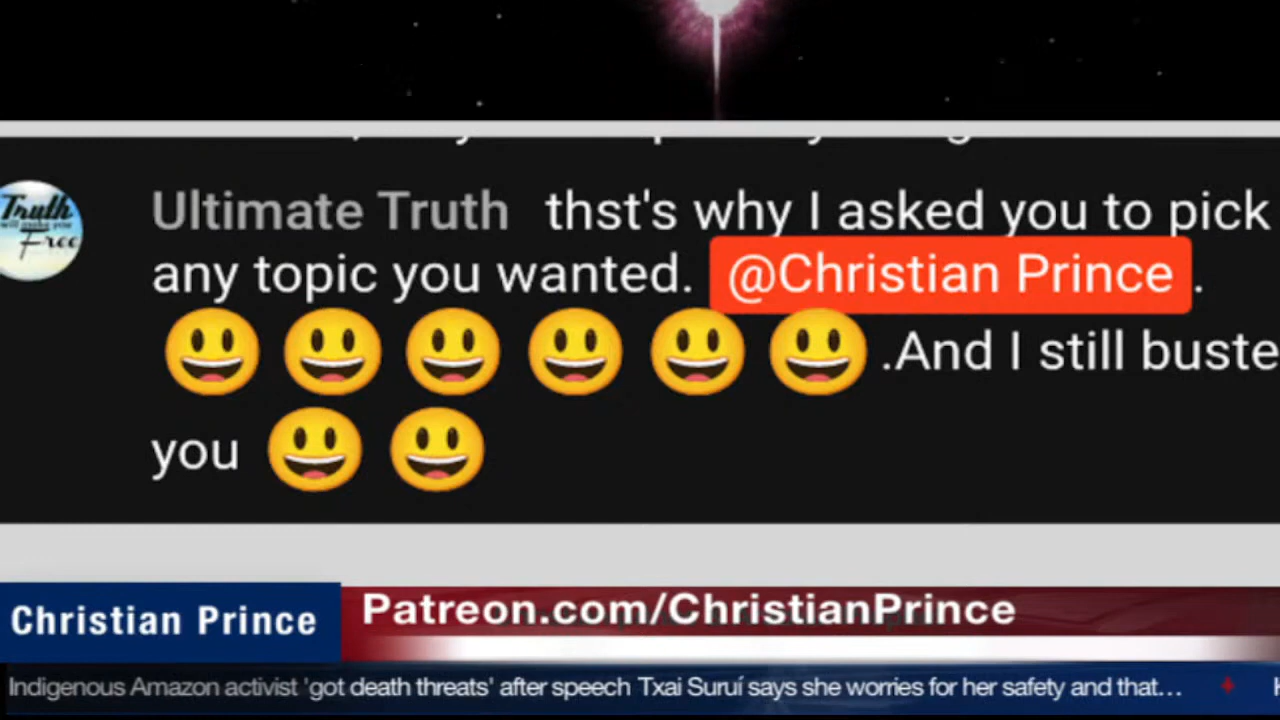 Truth
Free
Ultimate Truth thst's why I asked you to pick
any topic you wanted. @Christian Prince .
😃 😃 😃 😃 😃 😃 .And I still buste
you 😃 😃
Christian Prince
Patreon.com/ChristianPrince
Indigenous Amazon activist 'got death threats' after speech Txai Suruí says she worries for her safety and that...